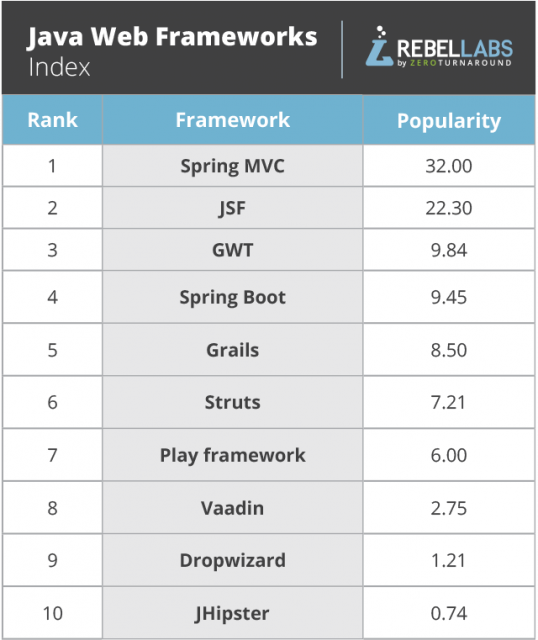 Java Web Frameworks
Index
REBELLABS
by ZEROTURNAROUND
Rank Framework Popularity
1 Spring MVC 32.00
2 JSF 22.30
3 GWT 9.84
4 Spring Boot 9.45
5 Grails 8.50
6 Struts 7.21
7 Play framework 6.00
8 Vaadin 2.75
9 Dropwizard 1.21
10 JHipster 0.74